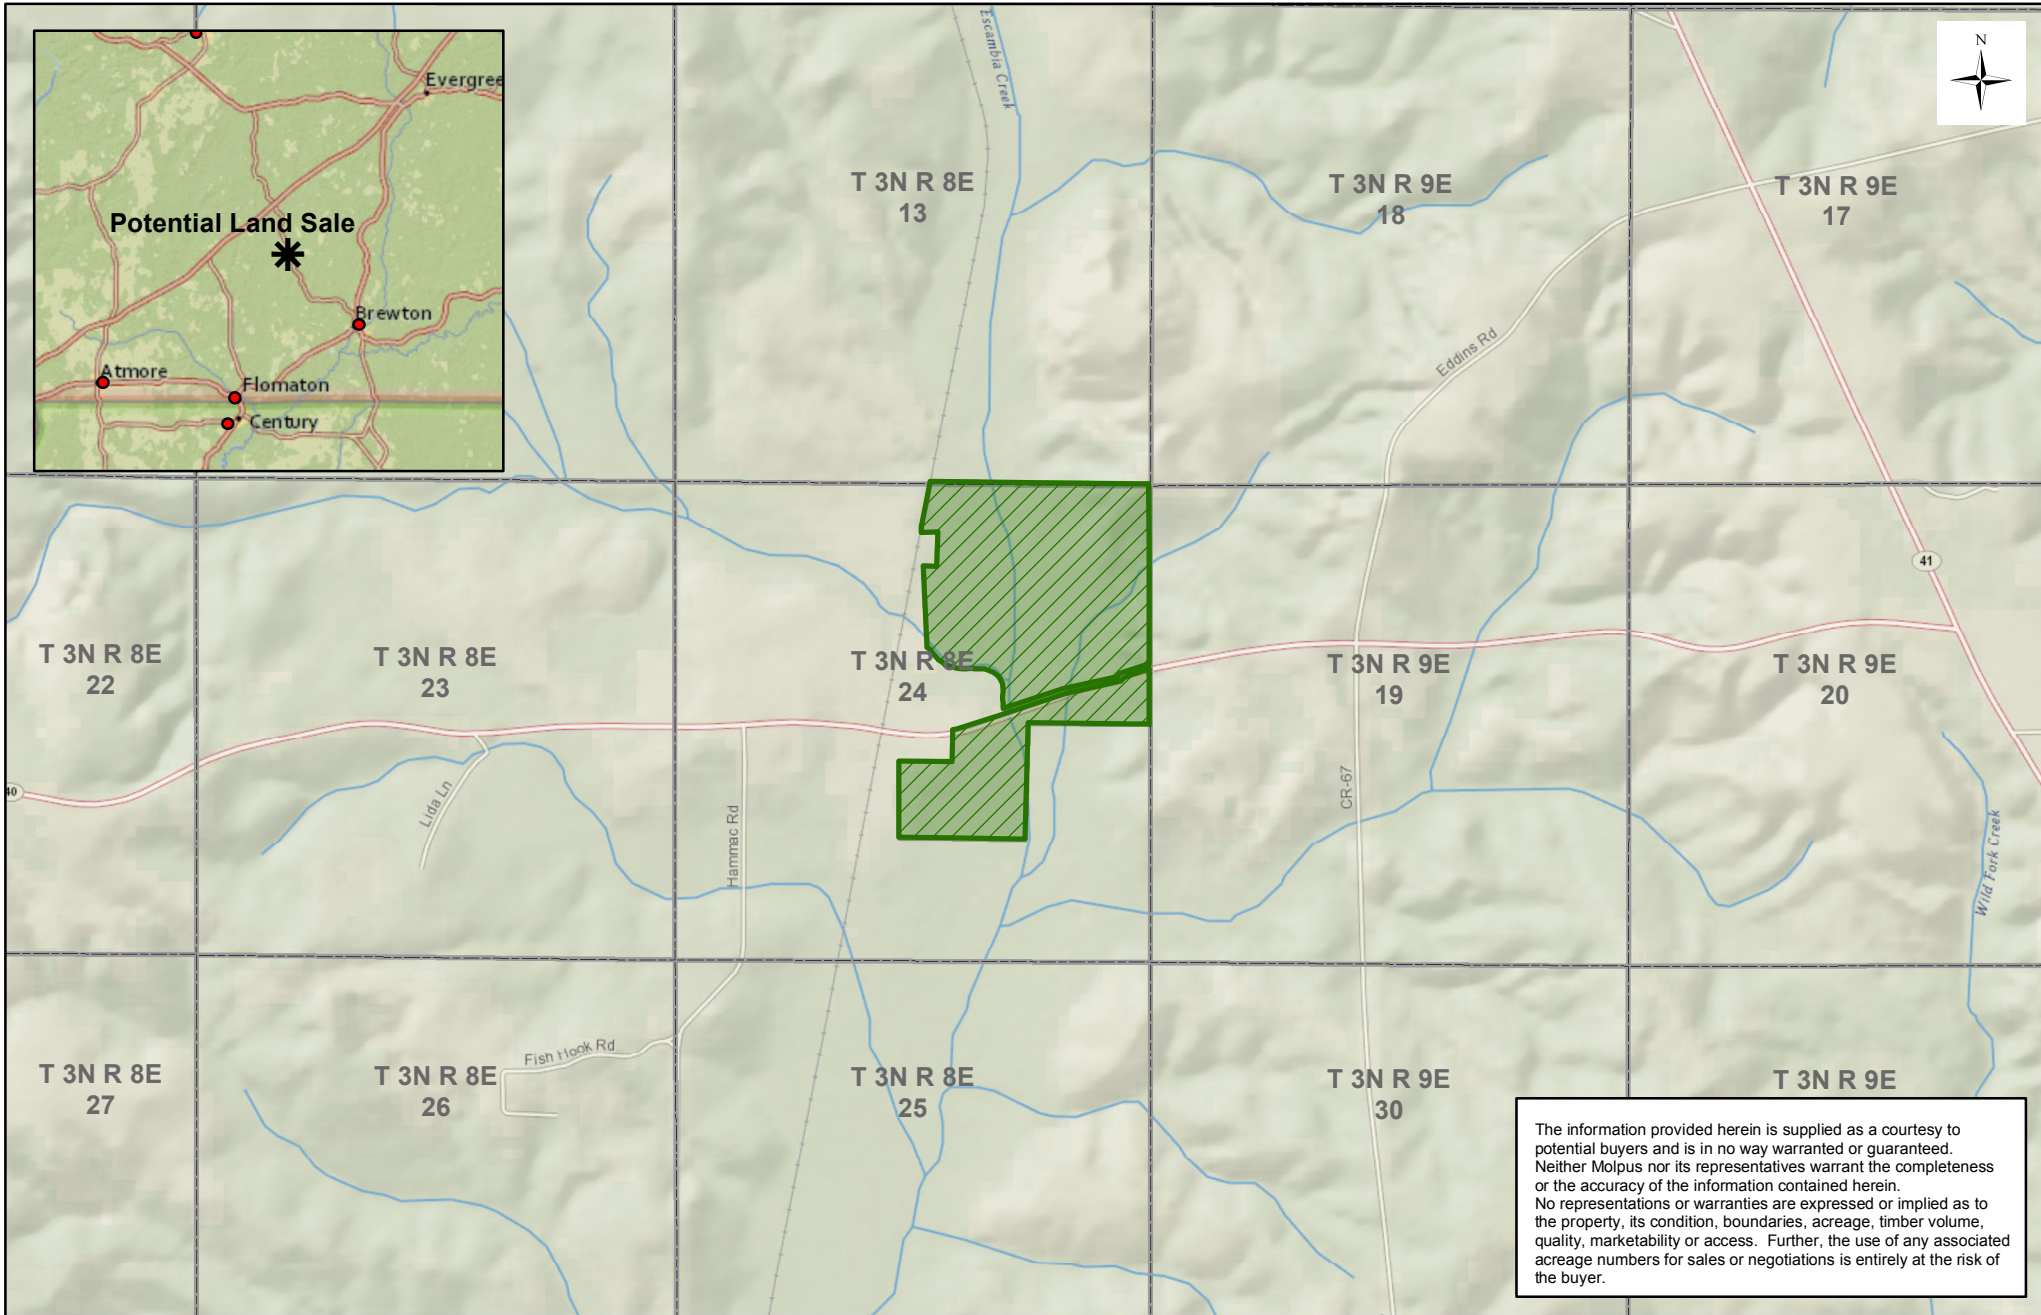 Evergree
Potential Land Sale
Brewton
Atmore
Flomaton
Century
Escambia Creek
N
T 3N R 8E
13
T 3N R 9E
18
T 3N R 9E
17
Eddins Rd
41
T 3N R 8E
22
T 3N R 8E
23
T 3N R 8E
24
T 3N R 9E
19
T 3N R 9E
20
40
Lida Ln
Hammac Rd
CR-67
Wild Fork Creek
Fish Hook Rd
T 3N R 8E
27
T 3N R 8E
26
T 3N R 8E
25
T 3N R 9E
30
T 3N R 9E
The information provided herein is supplied as a courtesy to
potential buyers and is in no way warranted or guaranteed.
Neither Molpus nor its representatives warrant the completeness
or the accuracy of the information contained herein.
No representations or warranties are expressed or implied as to
the property, its condition, boundaries, acreage, timber volume,
quality, marketability or access.  Further, the use of any associated
acreage numbers for sales or negotiations is entirely at the risk of
the buyer.